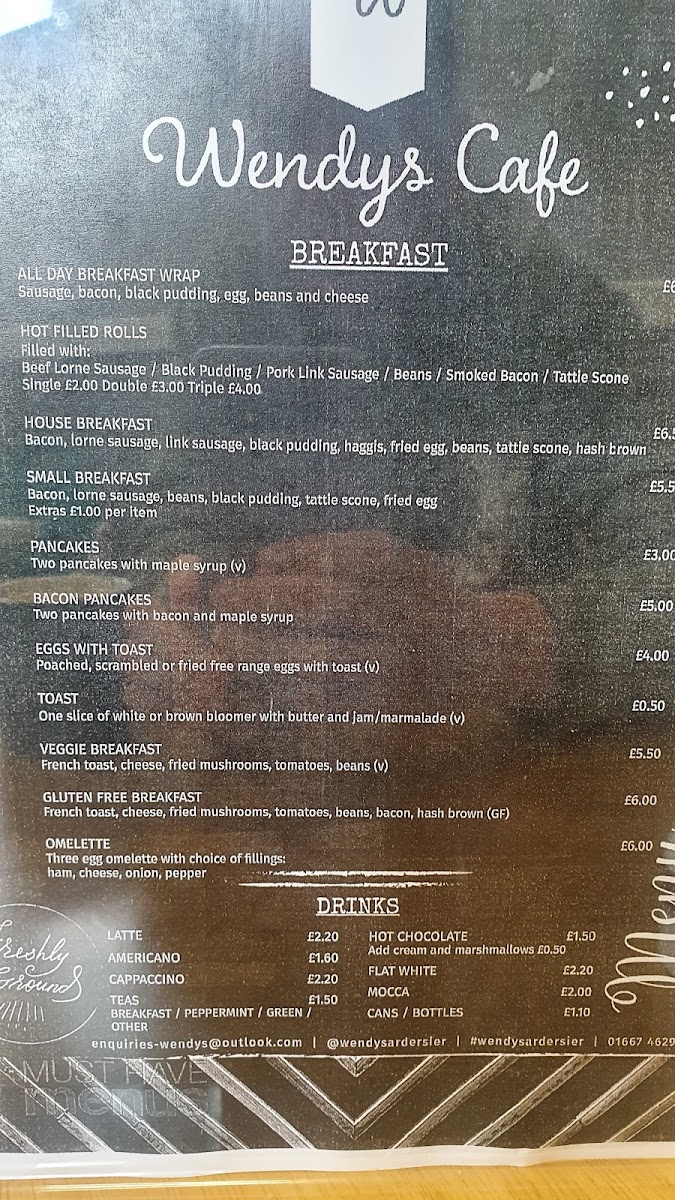 Wendys Cafe
BREAKFAST
ALL DAY BREAKFAST WRAP
Sausage, bacon, black pudding, egg, beans and cheese
HOT FILLED ROLLS
Filled with:
Beef Lorne Sausage / Black Pudding / Pork Link Sausage / Beans / Smoked Bacon / Tattie Scone
Single £2.00 Double £3.00 Triple £4.00
HOUSE BREAKFAST
Bacon, lorne sausage, link sausage, black pudding, haggis, fried egg, beans, tattie scone, hash brown
SMALL BREAKFAST
Bacon, lorne sausage, beans, black pudding, tattie scone, fried egg
Extras £1.00 per item
PANCAKES £3.00
Two pancakes with maple syrup (v)
BACON PANCAKES £5.00
Two pancakes with bacon and maple syrup
EGGS WITH TOAST £4.00
Poached, scrambled or fried free range eggs with toast (v)
TOAST £0.50
One slice of white or brown bloomer with butter and jam/marmalade (v)
VEGGIE BREAKFAST £5.50
French toast, cheese, fried mushrooms, tomatoes, beans (v)
GLUTEN FREE BREAKFAST £6.00
French toast, cheese, fried mushrooms, tomatoes, beans, bacon, hash brown (GF)
OMELETTE £6.00
Three egg omelette with choice of fillings:
ham, cheese, onion, pepper
Menu
DRINKS
Freshly
Ground
LATTE £2.20
AMERICANO £1.60
CAPPACCINO £2.20
TEAS £1.50
BREAKFAST / PEPPERMINT / GREEN /
OTHER
HOT CHOCOLATE £1.50
Add cream and marshmallows £0.50
FLAT WHITE £2.20
MOCCA £2.00
CANS / BOTTLES £1.10
enquiries-wendys@outlook.com | @wendysardersier | #wendysardersier | 01667 4629
MUST HAVE
menus